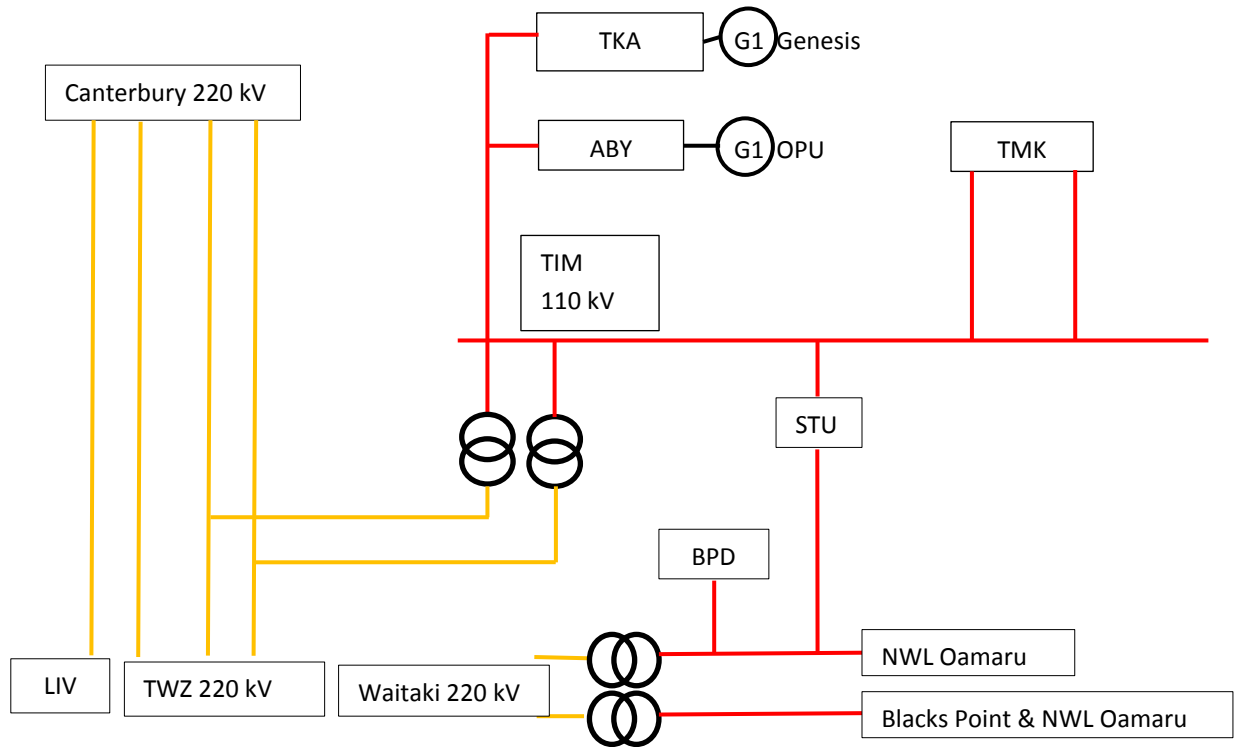 TKA
G1 Genesis
Canterbury 220 kV
ABY
G1 OPU
TMK
TIM
110 kV
STU
BPD
NWL Oamaru
LIV
TWZ 220 kV
Waitaki 220 kV
Blacks Point & NWL Oamaru